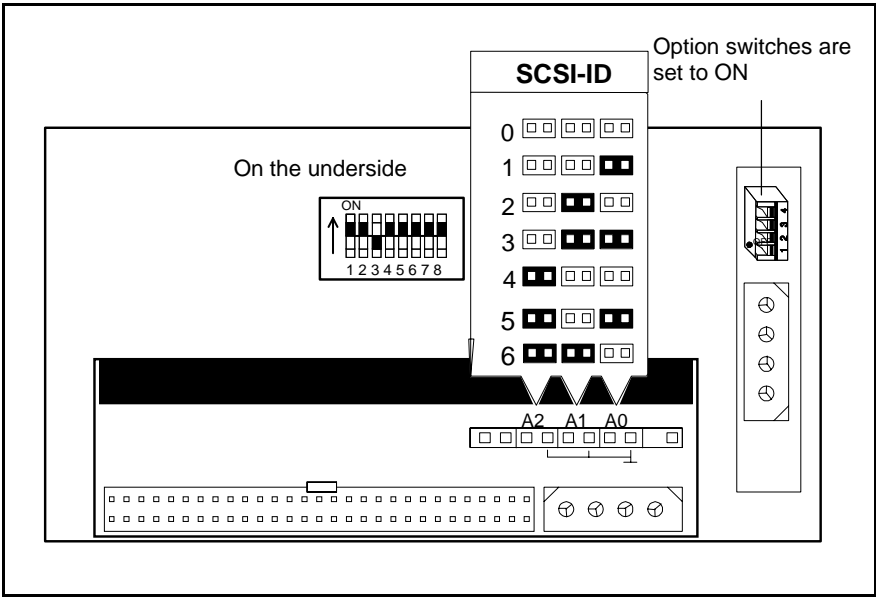 Option switches are
set to ON
SCSI-ID
0
1
2
3
4
5
6
On the underside
ON
1 2 3 4 5 6 7 8
1 2 3 4
A2 A1 A0